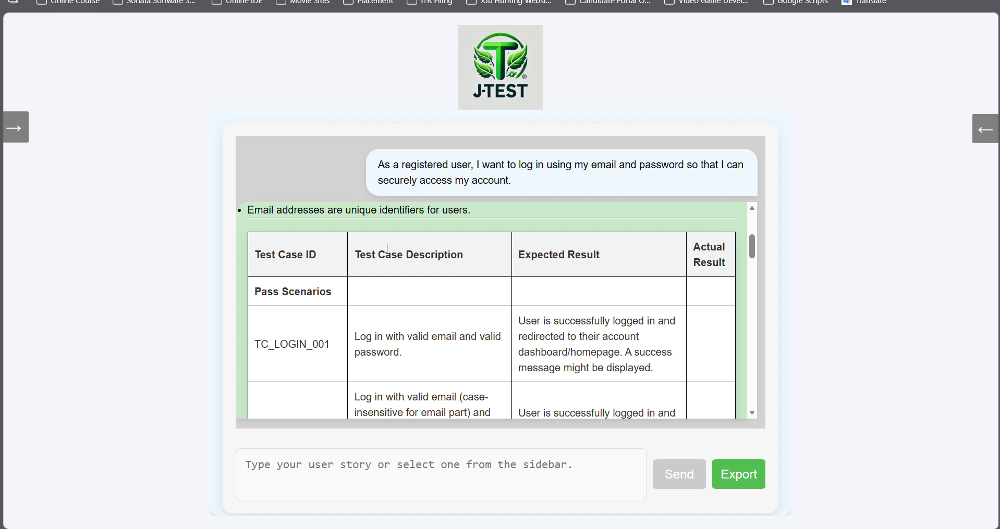 Online Course
Sonata Software S...
Online IDE
Movie Sites
Placement
ITR Filing
Job Hunting Websi...
Candidate Portal O...
Video Game Devel...
Google Scripts
Translate
T
®
J-TEST
→
←
As a registered user, I want to log in using my email and password so that I can
securely access my account.
• Email addresses are unique identifiers for users.
Test Case ID
Test Case Description
Expected Result
Actual
Result
Pass Scenarios
TC_LOGIN_001
Log in with valid email and valid
password.
User is successfully logged in and
redirected to their account
dashboard/homepage. A success
message might be displayed.
Log in with valid email (case-
insensitive for email part) and
User is successfully logged in and
Type your user story or select one from the sidebar.
Send
Export